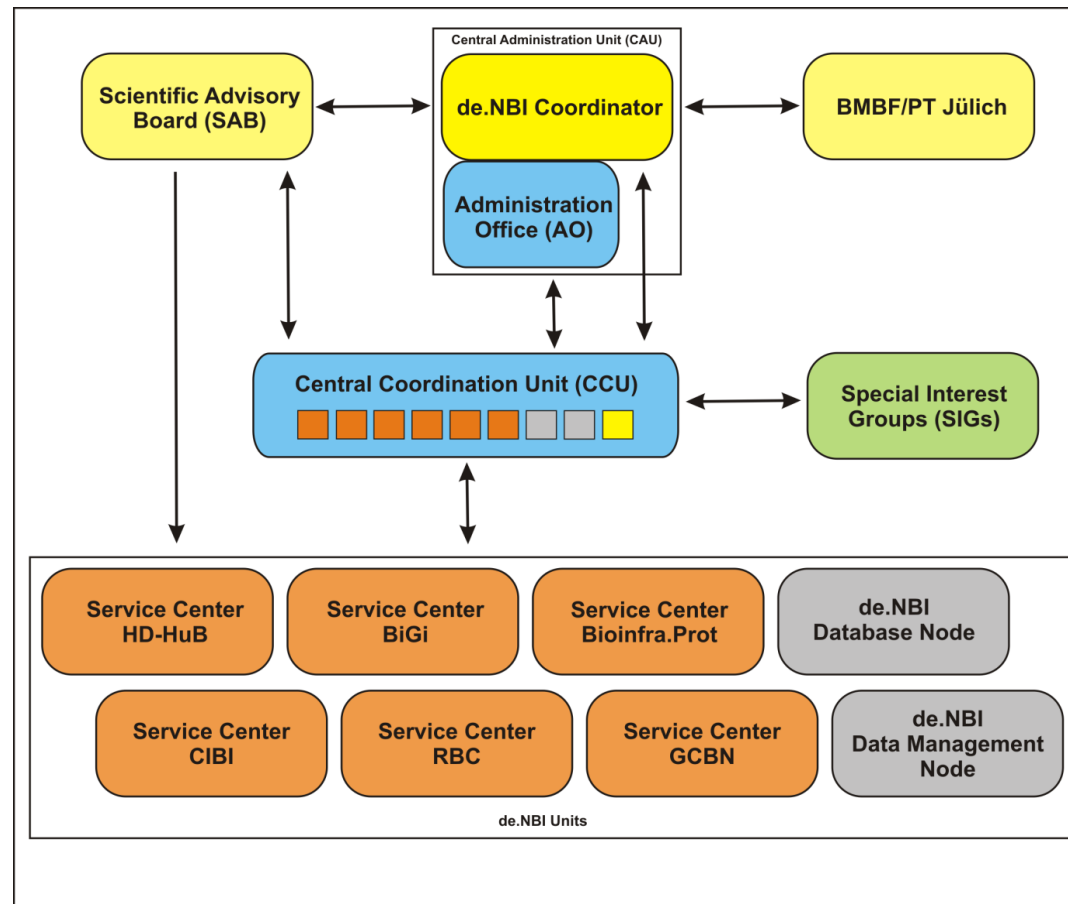 Central Administration Unit (CAU)
Scientific Advisory
Board (SAB)
de.NBI Coordinator
BMBF/PT Jülich
Administration
Office (AO)
Central Coordination Unit (CCU)
Special Interest
Groups (SIGs)
Service Center
HD-HuB
Service Center
BiGi
Service Center
Bioinfra.Prot
de.NBI
Database Node
Service Center
CIBI
Service Center
RBC
Service Center
GCBN
de.NBI
Data Management
Node
de.NBI Units